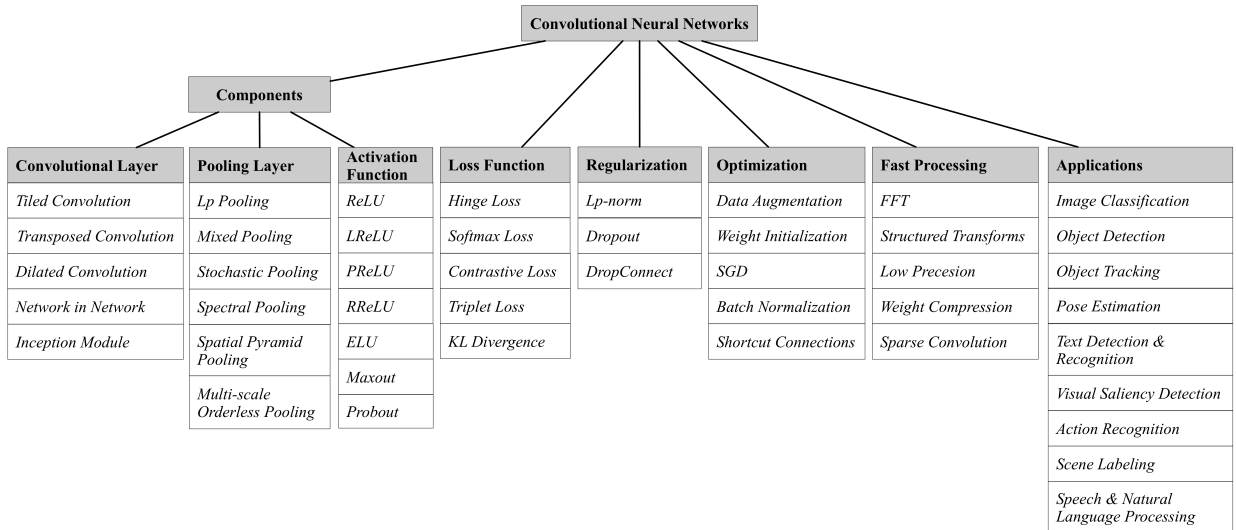 Convolutional Neural Networks
Components
Convolutional Layer
Tiled Convolution
Transposed Convolution
Dilated Convolution
Network in Network
Inception Module
Pooling Layer
Lp Pooling
Mixed Pooling
Stochastic Pooling
Spectral Pooling
Spatial Pyramid
Pooling
Multi-scale
Orderless Pooling
Activation
Function
ReLU
LReLU
PReLU
RReLU
ELU
Maxout
Probout
Loss Function
Hinge Loss
Softmax Loss
Contrastive Loss
Triplet Loss
KL Divergence
Regularization
Lp-norm
Dropout
DropConnect
Optimization
Data Augmentation
Weight Initialization
SGD
Batch Normalization
Shortcut Connections
Fast Processing
FFT
Structured Transforms
Low Precesion
Weight Compression
Sparse Convolution
Applications
Image Classification
Object Detection
Object Tracking
Pose Estimation
Text Detection &
Recognition
Visual Saliency Detection
Action Recognition
Scene Labeling
Speech & Natural
Language Processing